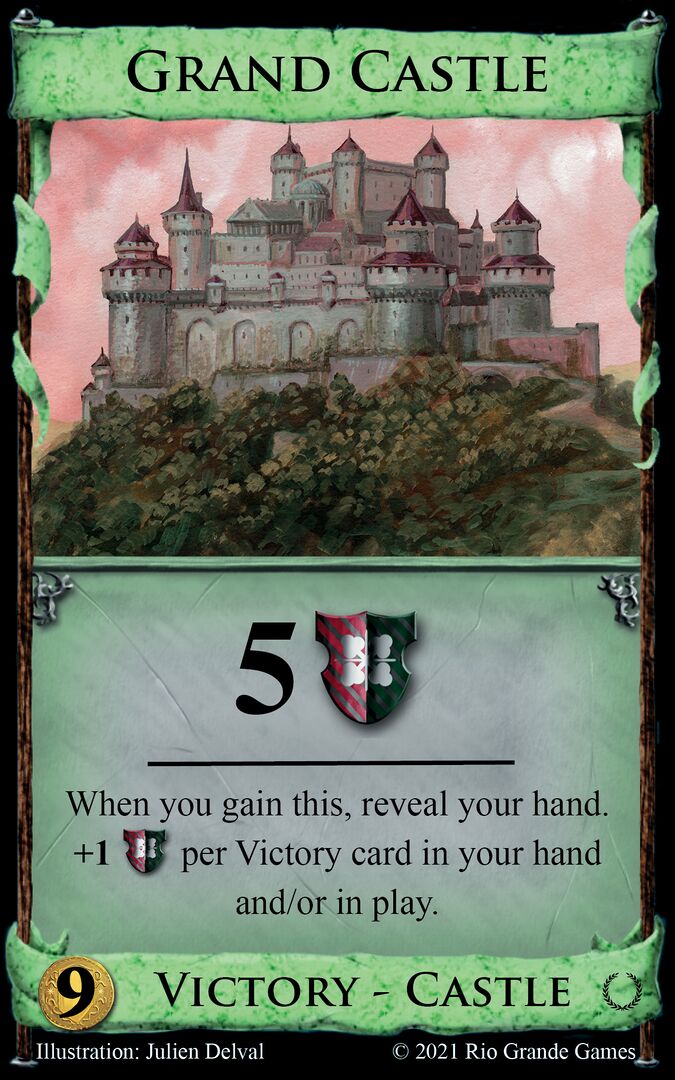 Grand Castle
5
When you gain this, reveal your hand.
+1 per Victory card in your hand
and/or in play.
9 Victory - Castle
Illustration: Julien Delval © 2021 Rio Grande Games